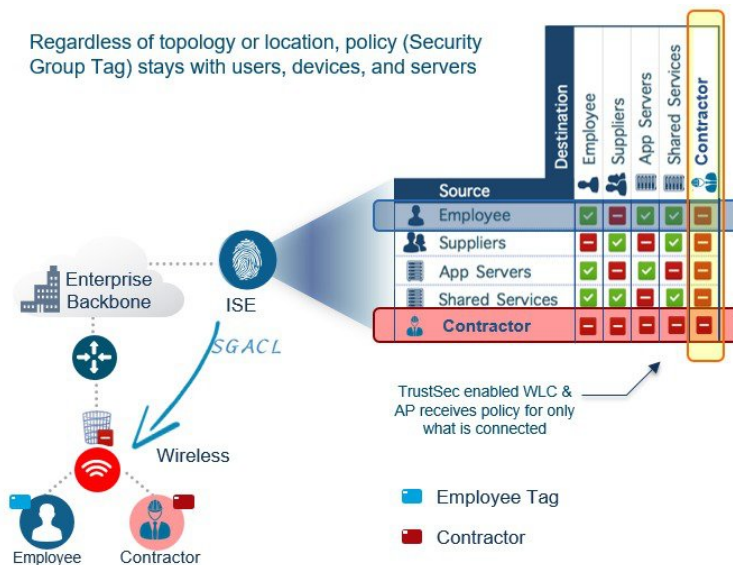 Regardless of topology or location, policy (Security
Group Tag) stays with users, devices, and servers
Destination
Employee
Suppliers
App Servers
Shared Services
Contractor
Source
Employee
Suppliers
App Servers
Shared Services
Contractor
Enterprise
Backbone
ISE
SGACL
TrustSec enabled WLC &
AP receives policy for only
what is connected
Wireless
Employee
Contractor
Employee Tag
Contractor